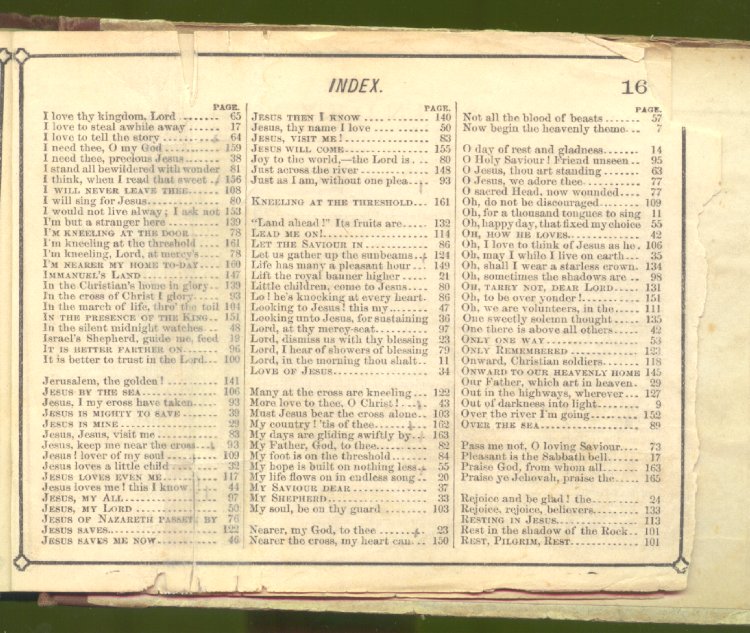 INDEX.
16
PAGE.
I love thy kingdom, Lord ........ 65
I love to steal awhile away ...... 17
I love to tell the story .......... 64
I need thee, O my God .......... 159
I need thee, precious Jesus ...... 38
I stand all bewildered with wonder 81
I think, when I read that sweet .. 156
I WILL NEVER LEAVE THEE..... 108
I will sing for Jesus............. 80
I would not live alway; I ask not 153
I'm but a stranger here ......... 139
I'M KNEELING AT THE DOOR ..... 78
I'm kneeling at the threshold ... 161
I'm kneeling, Lord, at mercy's .. 78
I'M NEARER MY HOME TO-DAY.... 160
IMMANUEL'S LAND ............. 147
In the Christian's home in glory.. 139
In the cross of Christ I glory..... 93
In the march of life, thro' the toil 104
IN THE PRESENCE OF THE KING... 151
In the silent midnight watches... 48
Israel's Shepherd, guide me, feed 19
IT IS BETTER FARTHER ON....... 96
It is better to trust in the Lord... 100
Jerusalem, the golden! ......... 141
JESUS BY THE SEA............. 106
Jesus, I my cross have taken..... 93
JESUS IS MIGHTY TO SAVE ...... 39
JESUS IS MINE ................ 29
Jesus, Jesus, visit me............ 83
Jesus, keep me near the cross... 93
Jesus! lover of my soul ......... 109
Jesus loves a little child ........ 32
JESUS LOVES EVEN ME.......... 117
Jesus loves me! this I know...... 44
JESUS, MY ALL ................ 97
JESUS, MY LORD .............. 50
JESUS OF NAZARETH PASSETH BY 76
JESUS SAVES.................. 122
JESUS SAVES ME NOW........... 46
PAGE.
JESUS THEN I KNOW ........... 140
Jesus, thy name I love .......... 50
JESUS, VISIT ME! .............. 83
JESUS WILL COME.............. 155
Joy to the world,—the Lord is .. 80
Just across the river ............ 148
Just as I am, without one plea... 93
KNEELING AT THE THRESHOLD... 161
"Land ahead!" Its fruits are..... 132
LEAD ME ON!.................. 114
LET THE SAVIOUR IN ........... 86
Let us gather up the sunbeams.. 124
Life has many a pleasant hour .. 149
Lift the royal banner higher ..... 21
Little children, come to Jesus.... 80
Lo! he's knocking at every heart. 86
Looking to Jesus! this my....... 47
Looking unto Jesus, for sustaining 36
Lord, at thy mercy-seat......... 97
Lord, dismiss us with thy blessing 23
Lord, I hear of showers of blessing 79
Lord, in the morning thou shalt.. 11
LOVE OF JESUS................. 34
Many at the cross are kneeling .. 122
More love to thee, O Christ! .... 43
Must Jesus bear the cross alone.. 103
My country! 'tis of thee......... 162
My days are gliding swiftly by.. 163
My Father, God, to thee......... 82
My foot is on the threshold ..... 84
My hope is built on nothing less.. 55
My life flows on in endless song .. 20
MY SAVIOUR DEAR ............. 37
MY SHEPHERD................. 33
My soul, be on thy guard ....... 103
Nearer, my God, to thee ........ 23
Nearer the cross, my heart can .. 150
PAGE.
Not all the blood of beasts ....... 57
Now begin the heavenly theme... 7
O day of rest and gladness....... 14
O Holy Saviour! Friend unseen.. 95
O Jesus, thou art standing ...... 63
O Jesus, we adore thee.......... 77
O sacred Head, now wounded.... 77
Oh, do not be discouraged....... 109
Oh, for a thousand tongues to sing 11
Oh, happy day, that fixed my choice 55
OH, HOW HE LOVES............. 42
Oh, I love to think of Jesus as he. 106
Oh, may I while I live on earth... 35
Oh, shall I wear a starless crown. 134
Oh, sometimes the shadows are .. 98
OH, TARRY NOT, DEAR LORD..... 131
Oh, to be over yonder!.......... 151
Oh, we are volunteers, in the..... 111
One sweetly solemn thought..... 135
One there is above all others .... 42
ONLY ONE WAY ................ 53
ONLY REMEMBERED ........... 123
Onward, Christian soldiers....... 118
ONWARD TO OUR HEAVENLY HOME 145
Our Father, which art in heaven. 29
Out in the highways, wherever... 127
Out of darkness into light........ 9
Over the river I'm going........ 152
OVER THE SEA................. 89
Pass me not, O loving Saviour.... 73
Pleasant is the Sabbath bell...... 17
Praise God, from whom all....... 163
Praise ye Jehovah, praise the.... 165
Rejoice and be glad! the......... 24
Rejoice, rejoice, believers........ 133
RESTING IN JESUS.............. 113
Rest in the shadow of the Rock.. 101
REST, PILGRIM, REST........... 101